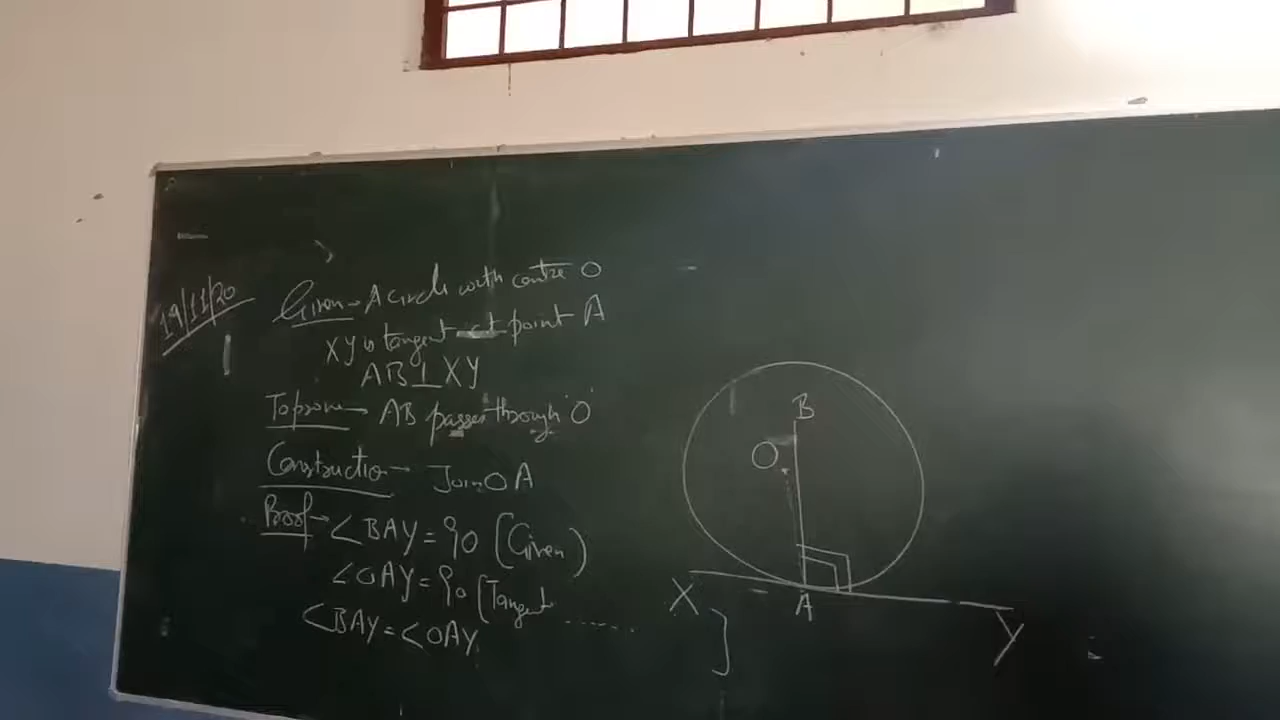 19/11/20
Given → A circle with centre O
XY is tangent at point A
AB ⊥ XY
To prove → AB passes through 'O'
Construction → Join OA
Proof → ∠BAY = 90 (Given)
∠OAY = 90 (Tangent ........ )
∠BAY = ∠OAY
B
O
X
A
Y